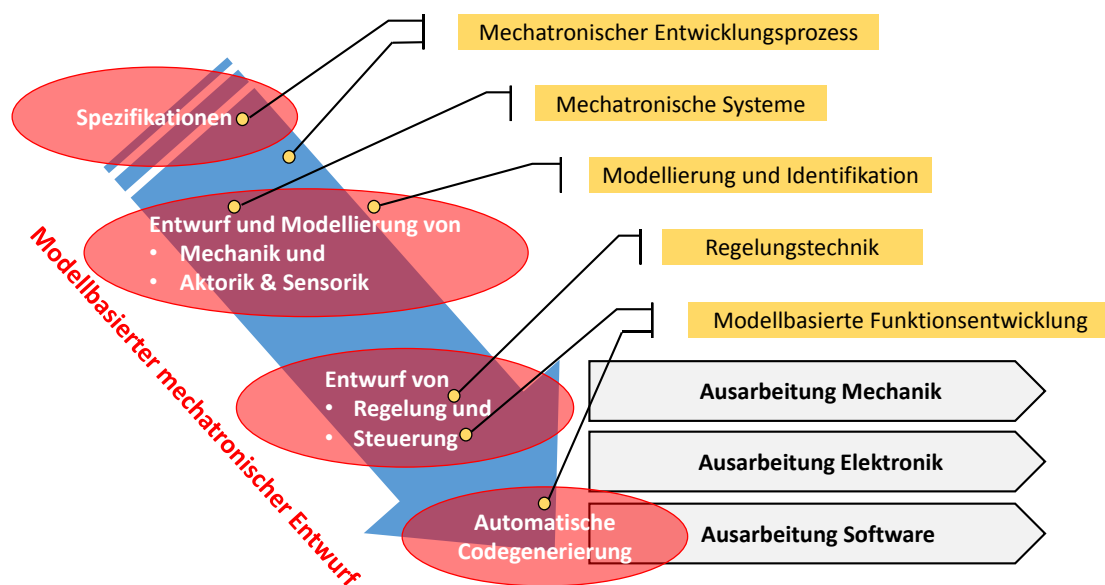 Mechatronischer Entwicklungsprozess
Mechatronische Systeme
Spezifikationen
Modellierung und Identifikation
Entwurf und Modellierung von
• Mechanik und
• Aktorik & Sensorik
Regelungstechnik
Modellbasierte Funktionsentwicklung
Modellbasierter mechatronischer Entwurf
Entwurf von
• Regelung und
• Steuerung
Ausarbeitung Mechanik
Ausarbeitung Elektronik
Automatische
Codegenerierung
Ausarbeitung Software